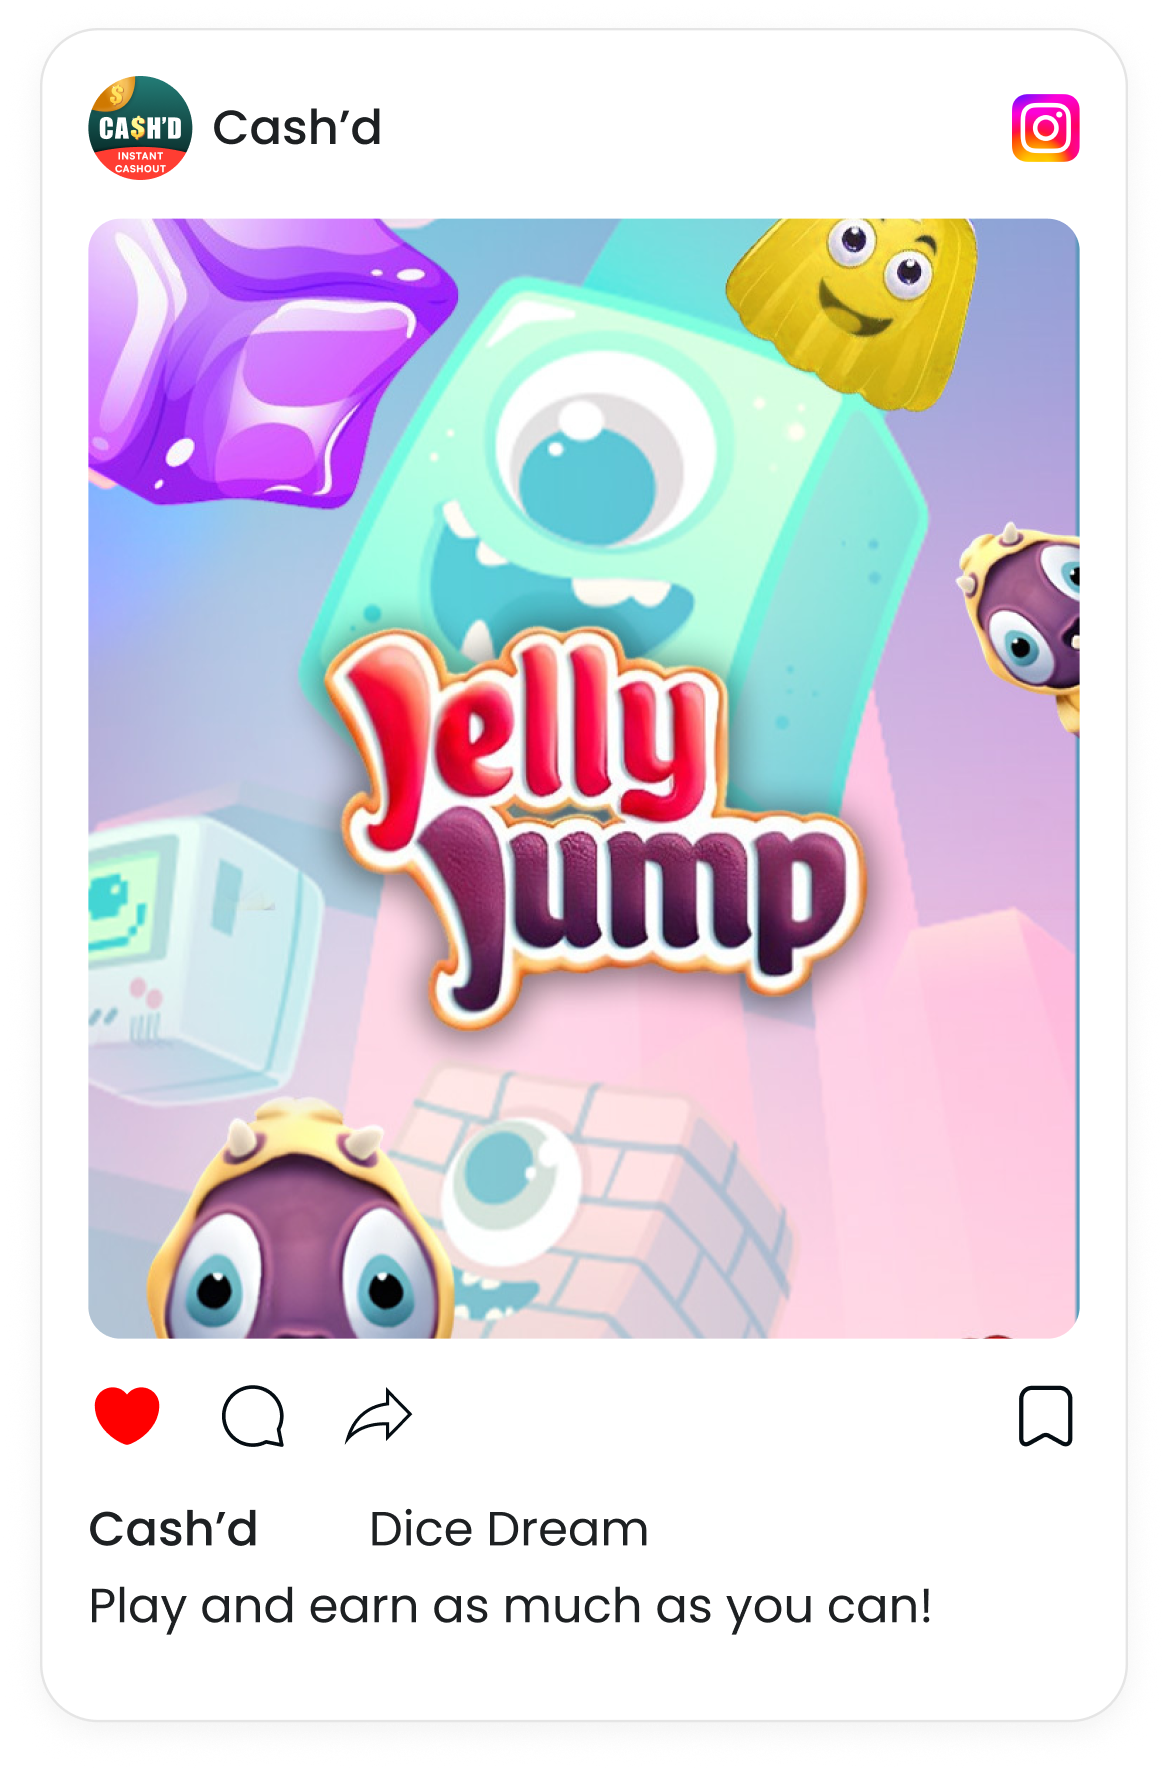 $
CA$H'D
INSTANT
CASHOUT
Cash’d
Jelly
Jump
Cash’d Dice Dream
Play and earn as much as you can!